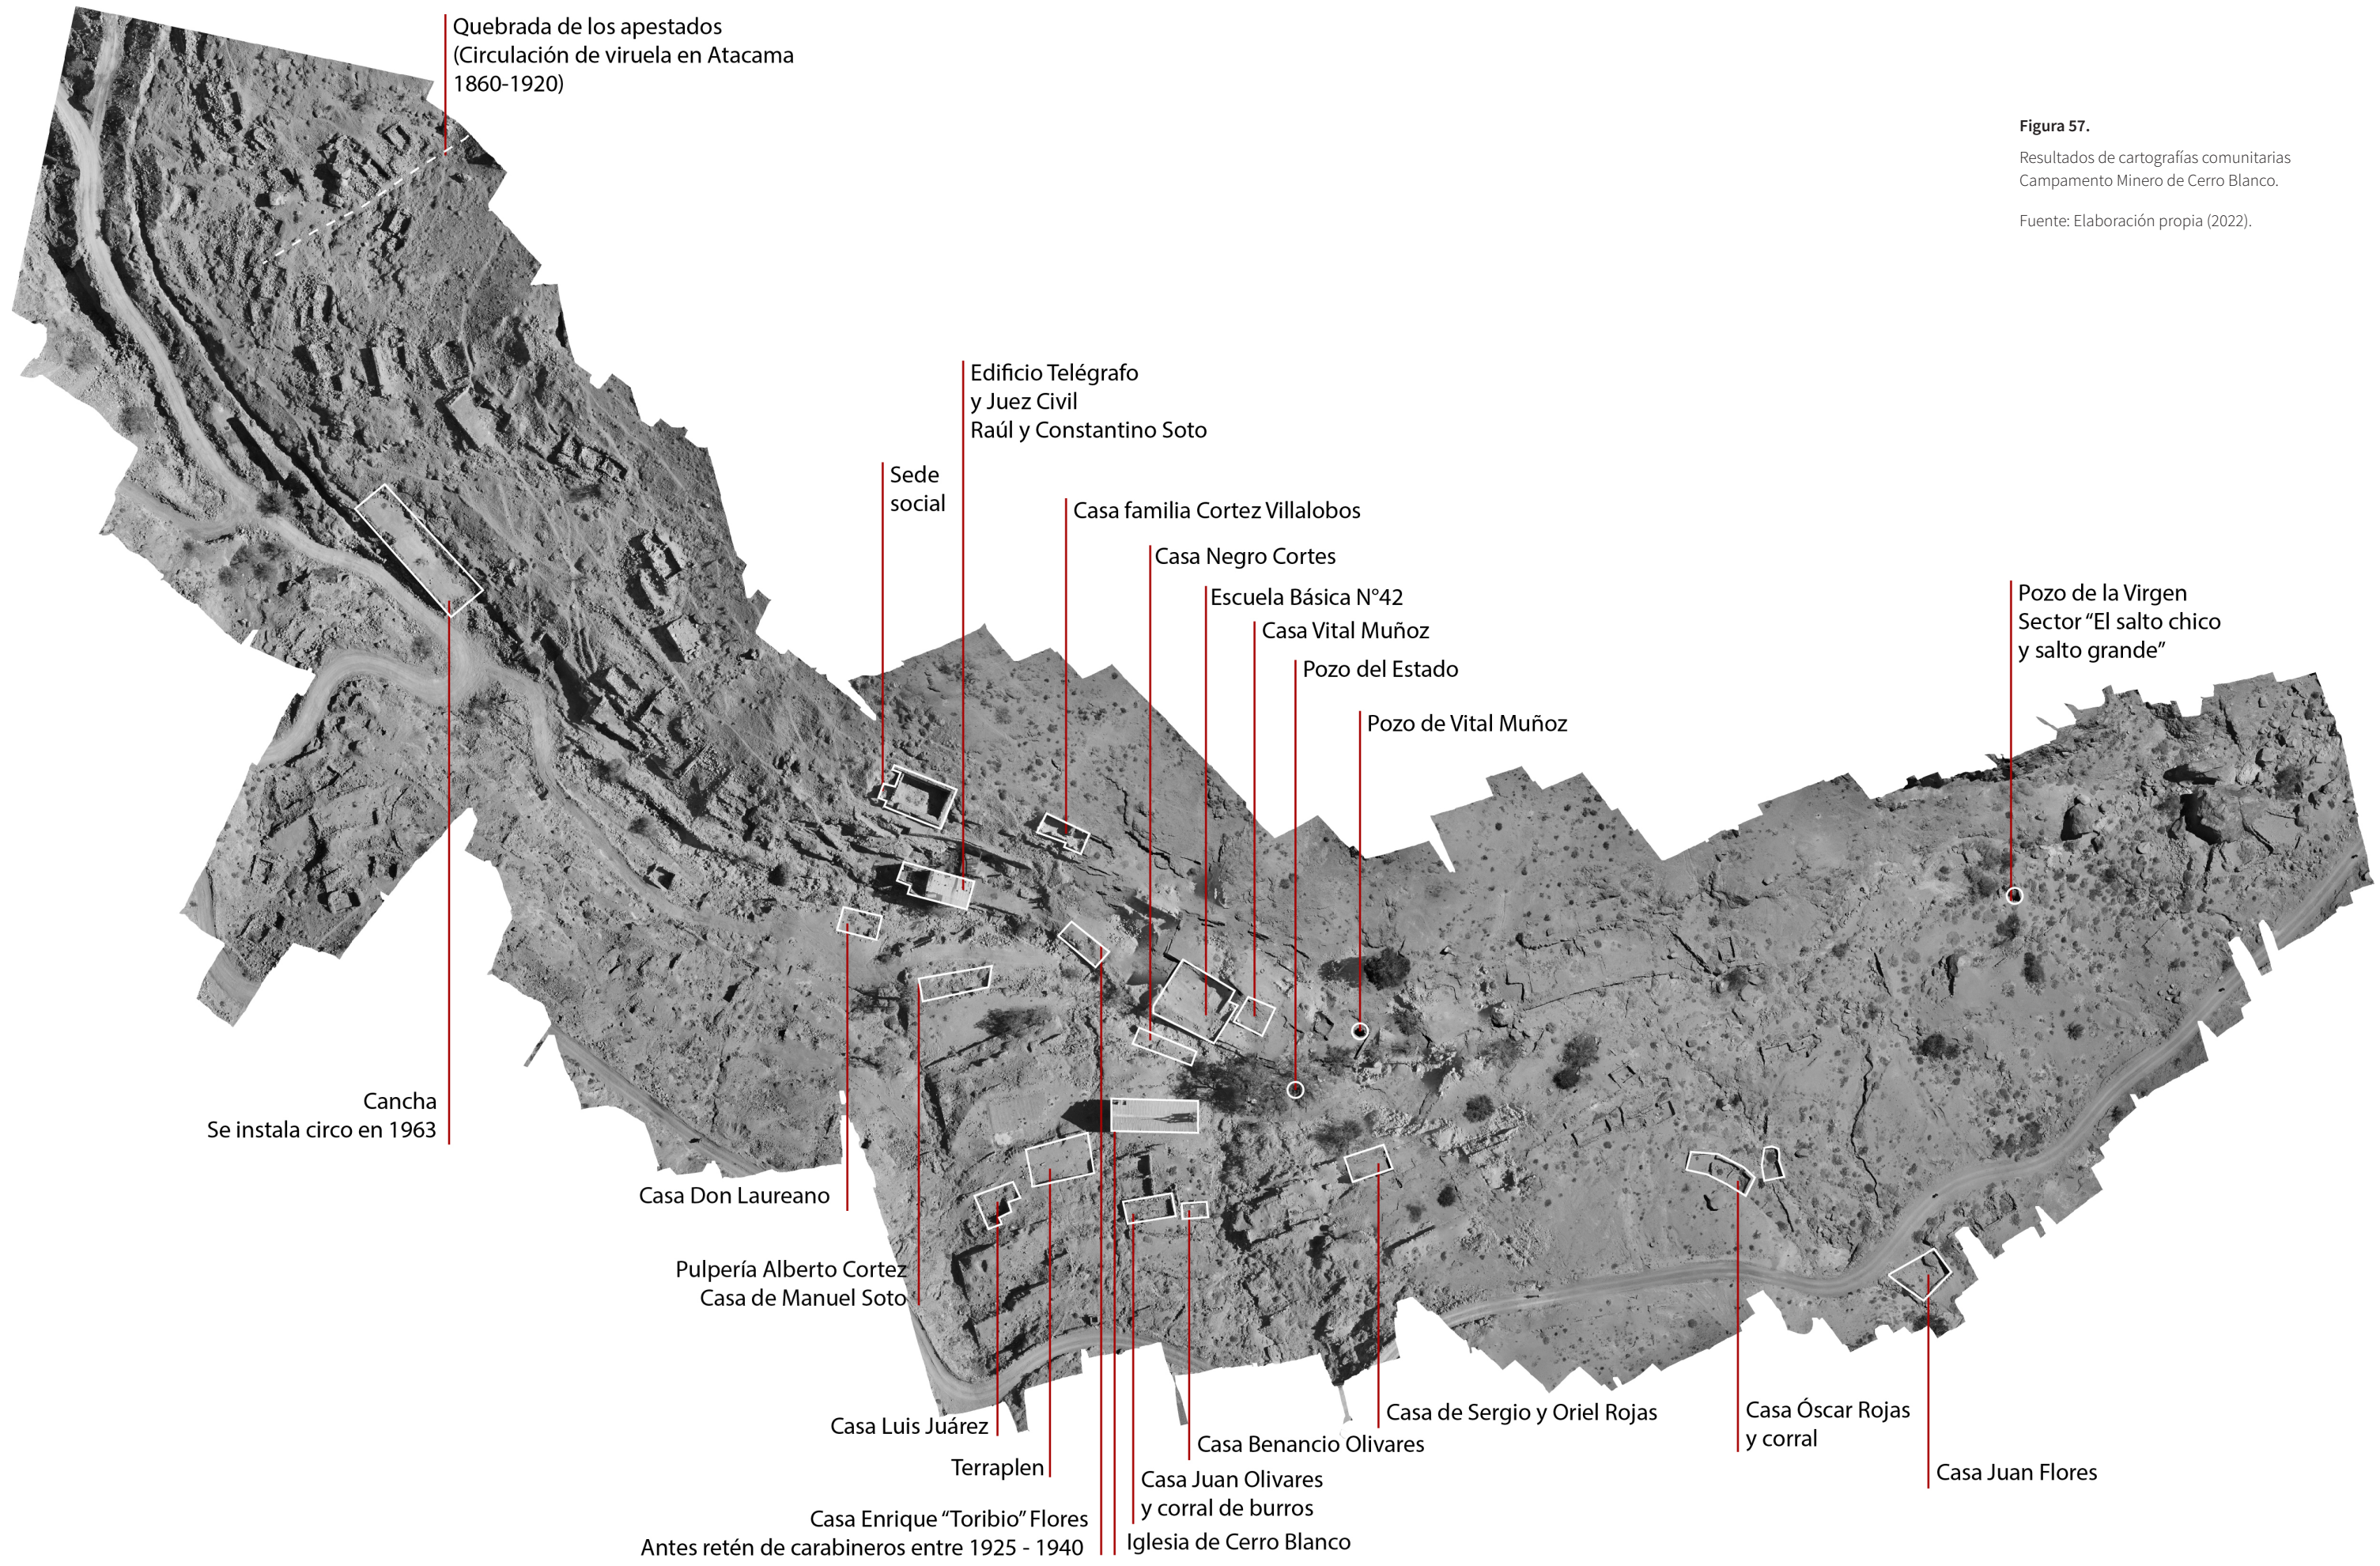 Quebrada de los apestados
(Circulación de viruela en Atacama
1860-1920)
Figura 57.
Resultados de cartografías comunitarias
Campamento Minero de Cerro Blanco.
Fuente: Elaboración propia (2022).
Edificio Telégrafo
y Juez Civil
Raúl y Constantino Soto
Sede
social
Casa familia Cortez Villalobos
Casa Negro Cortes
Escuela Básica N°42
Casa Vital Muñoz
Pozo del Estado
Pozo de Vital Muñoz
Pozo de la Virgen
Sector “El salto chico
y salto grande”
Cancha
Se instala circo en 1963
Casa Don Laureano
Pulpería Alberto Cortez
Casa de Manuel Soto
Casa Luis Juárez
Terraplen
Casa Enrique “Toribio” Flores
Antes retén de carabineros entre 1925 - 1940
Iglesia de Cerro Blanco
Casa Juan Olivares
y corral de burros
Casa Benancio Olivares
Casa de Sergio y Oriel Rojas
Casa Óscar Rojas
y corral
Casa Juan Flores